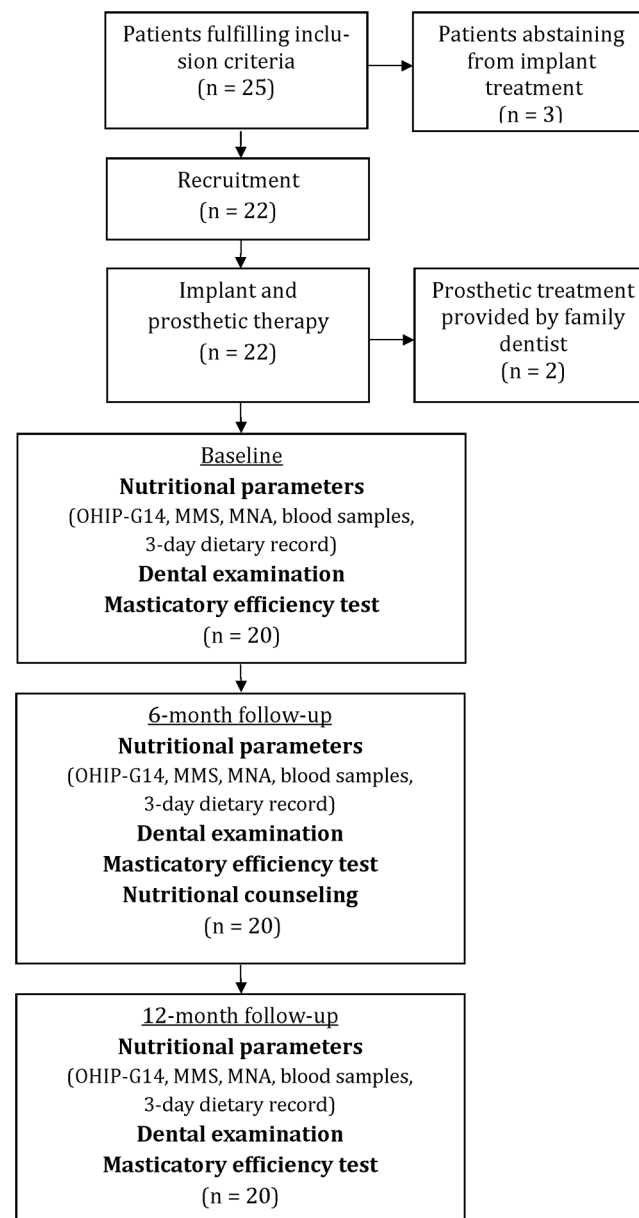 Patients fulfilling inclu-
sion criteria
(n = 25)
Patients abstaining
from implant
treatment
(n = 3)
Recruitment
(n = 22)
Implant and
prosthetic therapy
(n = 22)
Prosthetic treatment
provided by family
dentist
(n = 2)
Baseline
Nutritional parameters
(OHIP-G14, MMS, MNA, blood samples,
3-day dietary record)
Dental examination
Masticatory efficiency test
(n = 20)
6-month follow-up
Nutritional parameters
(OHIP-G14, MMS, MNA, blood samples,
3-day dietary record)
Dental examination
Masticatory efficiency test
Nutritional counseling
(n = 20)
12-month follow-up
Nutritional parameters
(OHIP-G14, MMS, MNA, blood samples,
3-day dietary record)
Dental examination
Masticatory efficiency test
(n = 20)